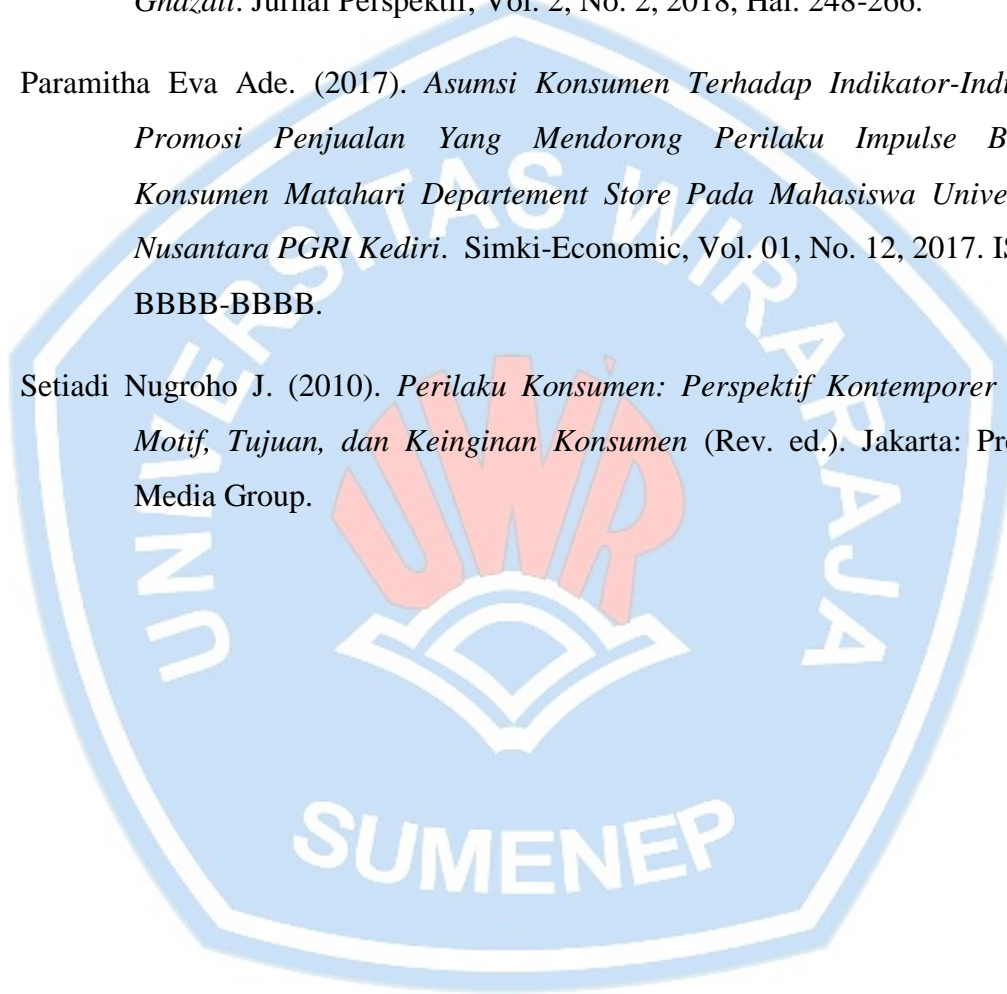 Ghazali. Jurnal Perspektif, Vol. 2, No. 2, 2018, Hal. 248-266.
Paramitha Eva Ade. (2017). Asumsi Konsumen Terhadap Indikator-Indi
Promosi Penjualan Yang Mendorong Perilaku Impulse B
Konsumen Matahari Departement Store Pada Mahasiswa Unive
Nusantara PGRI Kediri. Simki-Economic, Vol. 01, No. 12, 2017. IS
BBBB-BBBB.
Setiadi Nugroho J. (2010). Perilaku Konsumen: Perspektif Kontemporer
Motif, Tujuan, dan Keinginan Konsumen (Rev. ed.). Jakarta: Pre
Media Group.
UNIVERSITAS WIRARAJA
UWR
SUMENEP